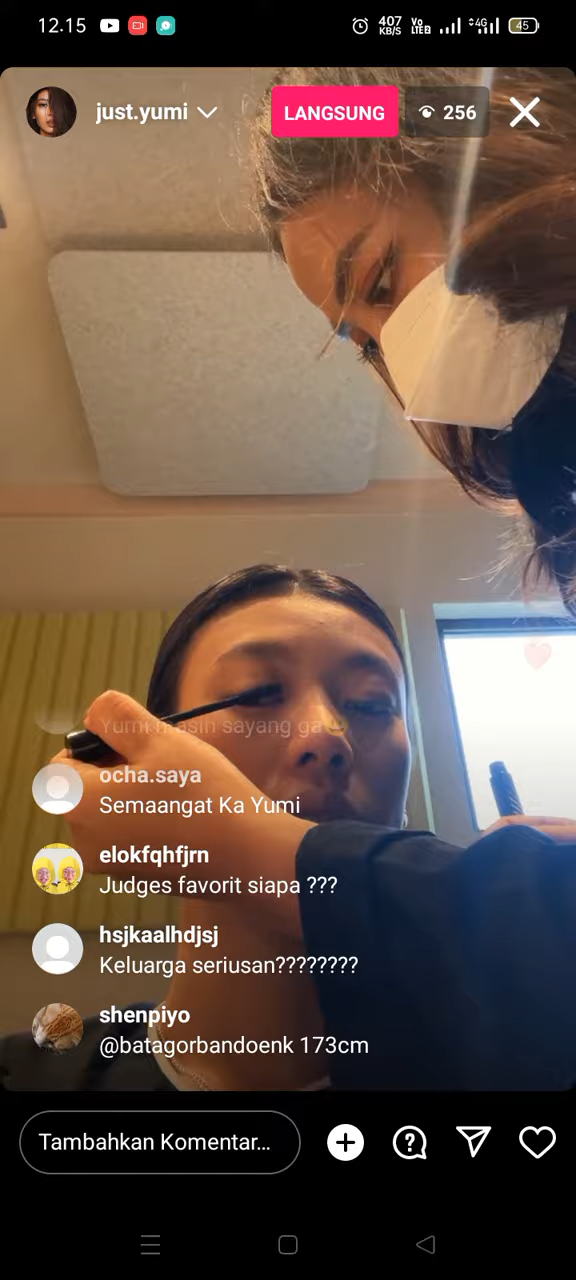 12.15
407
KB/S
Vo
LTE2
4G
45
just.yumi
LANGSUNG
256
Yumi masih sayang ga
ocha.saya
Semaangat Ka Yumi
elokfqhfjrn
Judges favorit siapa ???
hsjkaalhdjsj
Keluarga seriusan????????
shenpiyo
@batagorbandoenk 173cm
Tambahkan Komentar...